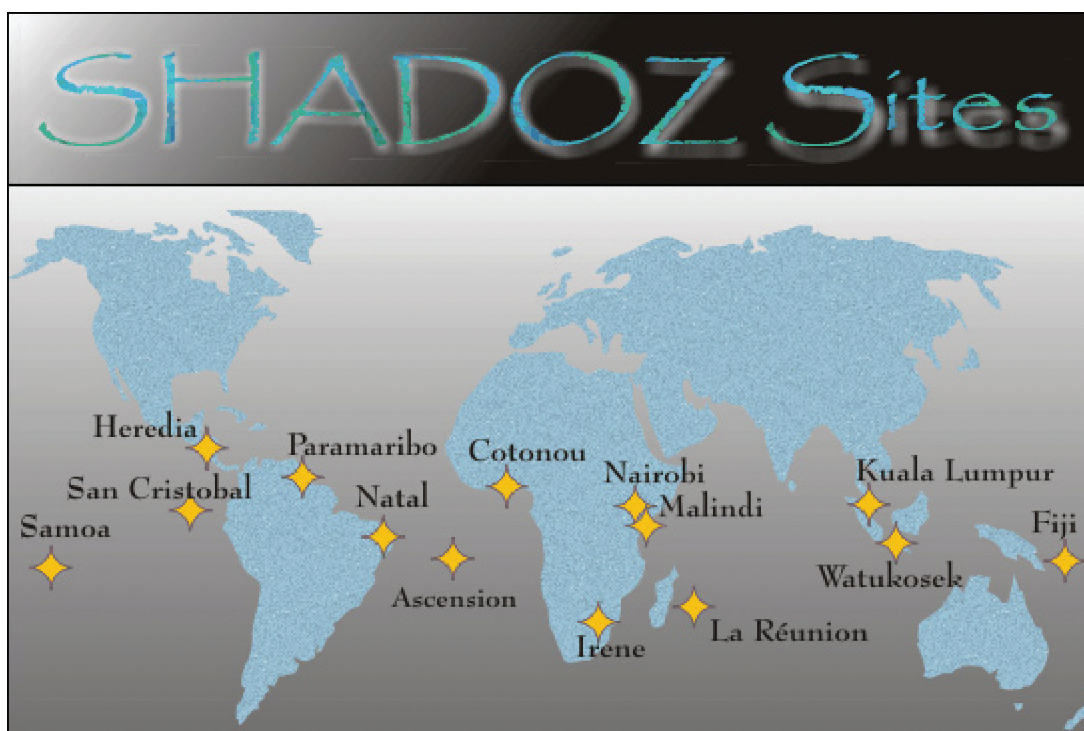 SHADOZ Sites
Heredia
Paramaribo
Cotonou
Nairobi
Kuala Lumpur
San Cristobal
Natal
Malindi
Samoa
Fiji
Ascension
Watukosek
La Réunion
Irene